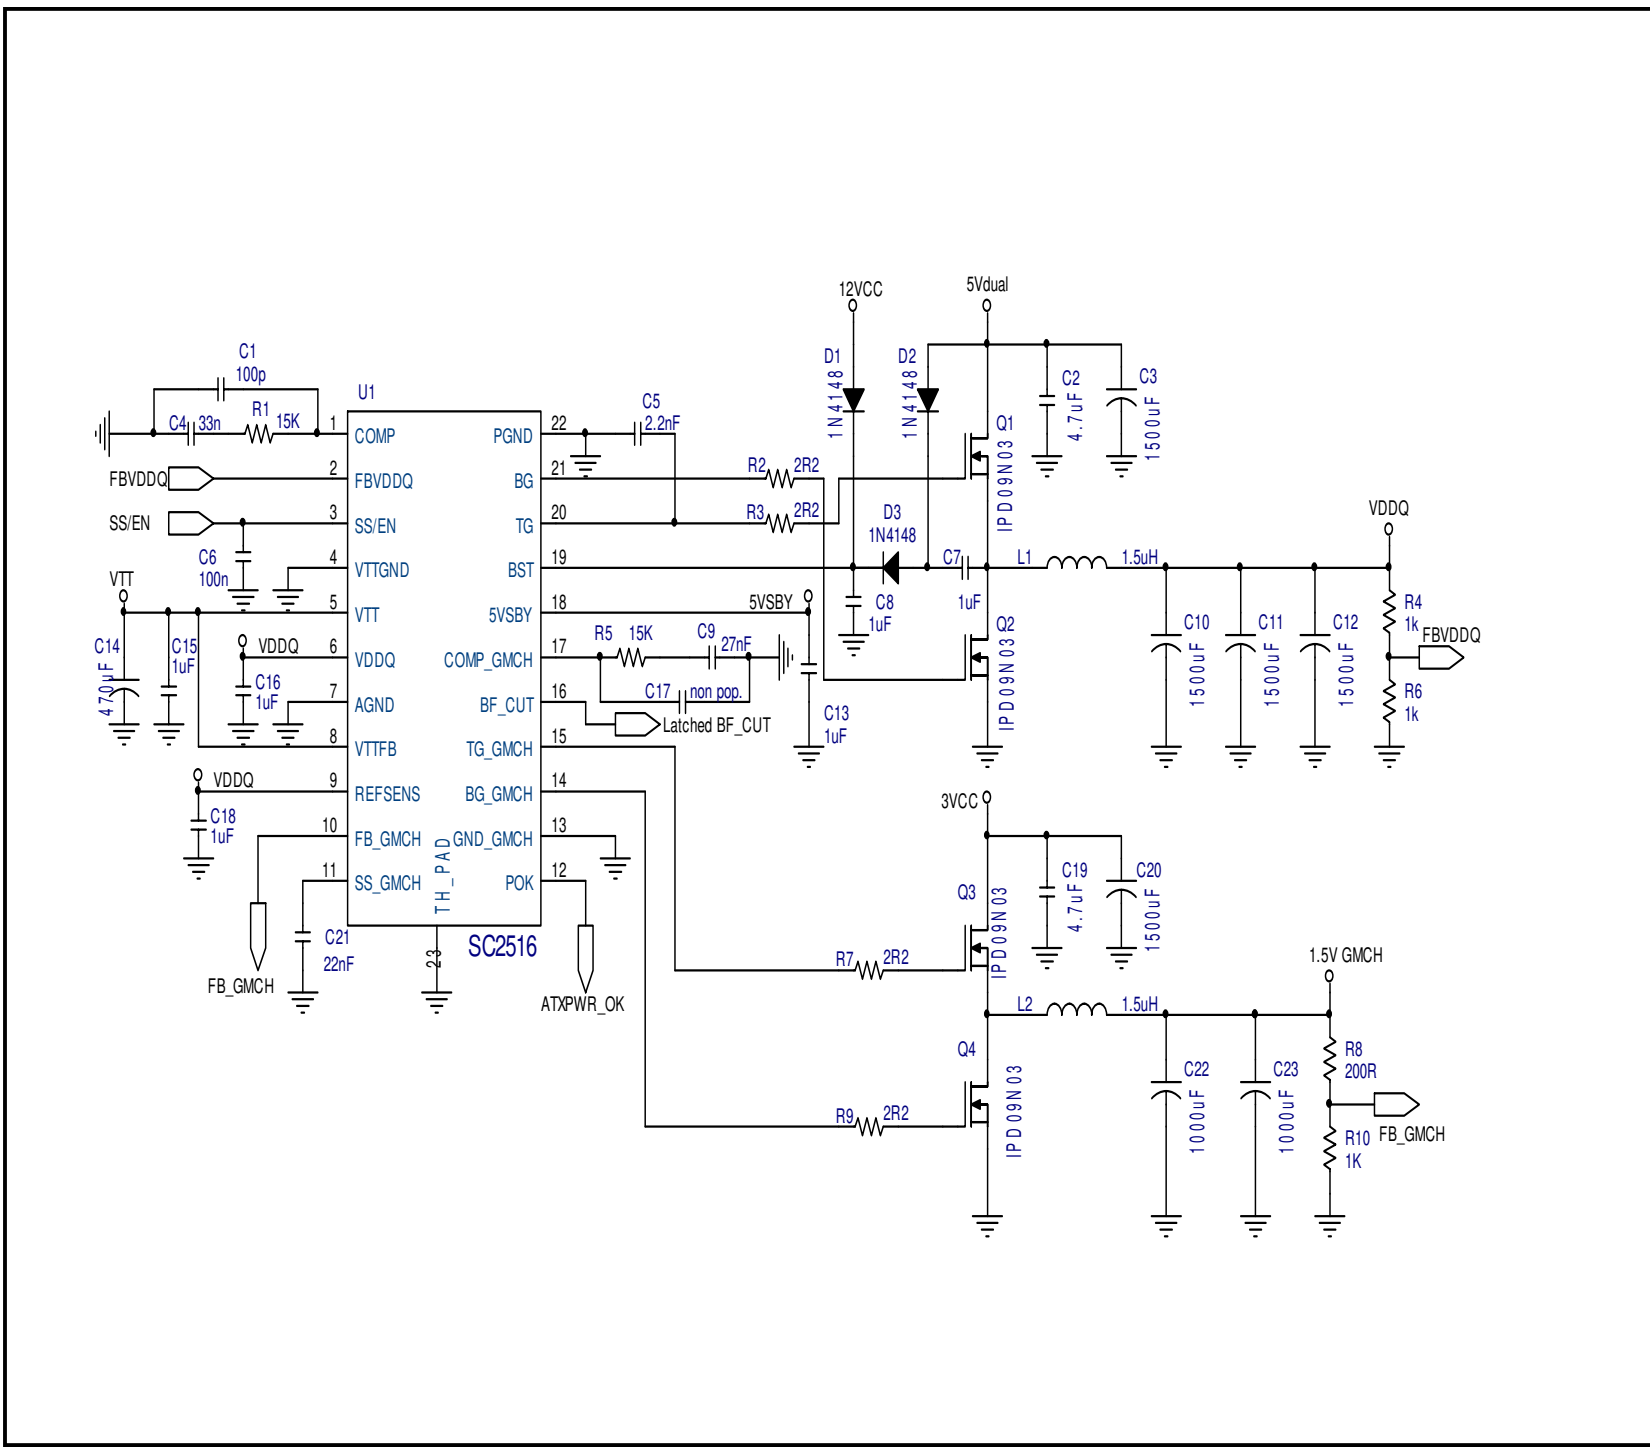 12VCC
5Vdual
D1
1N4148
D2
1N4148
C2
4.7uF
C3
1500uF
C1
100p
C4
33n
R1
15K
U1
C5
2.2nF
Q1
IPD09N03
1
COMP
PGND
22
FBVDDQ
2
FBVDDQ
BG
21
R2
2R2
SS/EN
3
SS/EN
TG
20
R3
2R2
D3
1N4148
VDDQ
C6
100n
4
VTTGND
BST
19
C7
1uF
L1
1.5uH
VTT
5
VTT
5VSBY
18
5VSBY
C8
1uF
Q2
IPD09N03
C10
1500uF
C11
1500uF
C12
1500uF
R4
1k
FBVDDQ
R6
1k
C14
470uF
C15
1uF
VDDQ
6
VDDQ
COMP_GMCH
17
R5
15K
C9
27nF
C16
1uF
7
AGND
BF_CUT
16
C17
non pop.
Latched BF_CUT
C13
1uF
8
VTTFB
TG_GMCH
15
VDDQ
9
REFSENS
BG_GMCH
14
3VCC
C18
1uF
10
FB_GMCH
GND_GMCH
13
11
SS_GMCH
TH_PAD
POK
12
C19
4.7uF
C20
1500uF
Q3
IPD09N03
C21
22nF
23
SC2516
FB_GMCH
ATXPWR_OK
R7
2R2
1.5V GMCH
L2
1.5uH
Q4
IPD09N03
C22
1000uF
C23
1000uF
R8
200R
R9
2R2
FB_GMCH
R10
1K